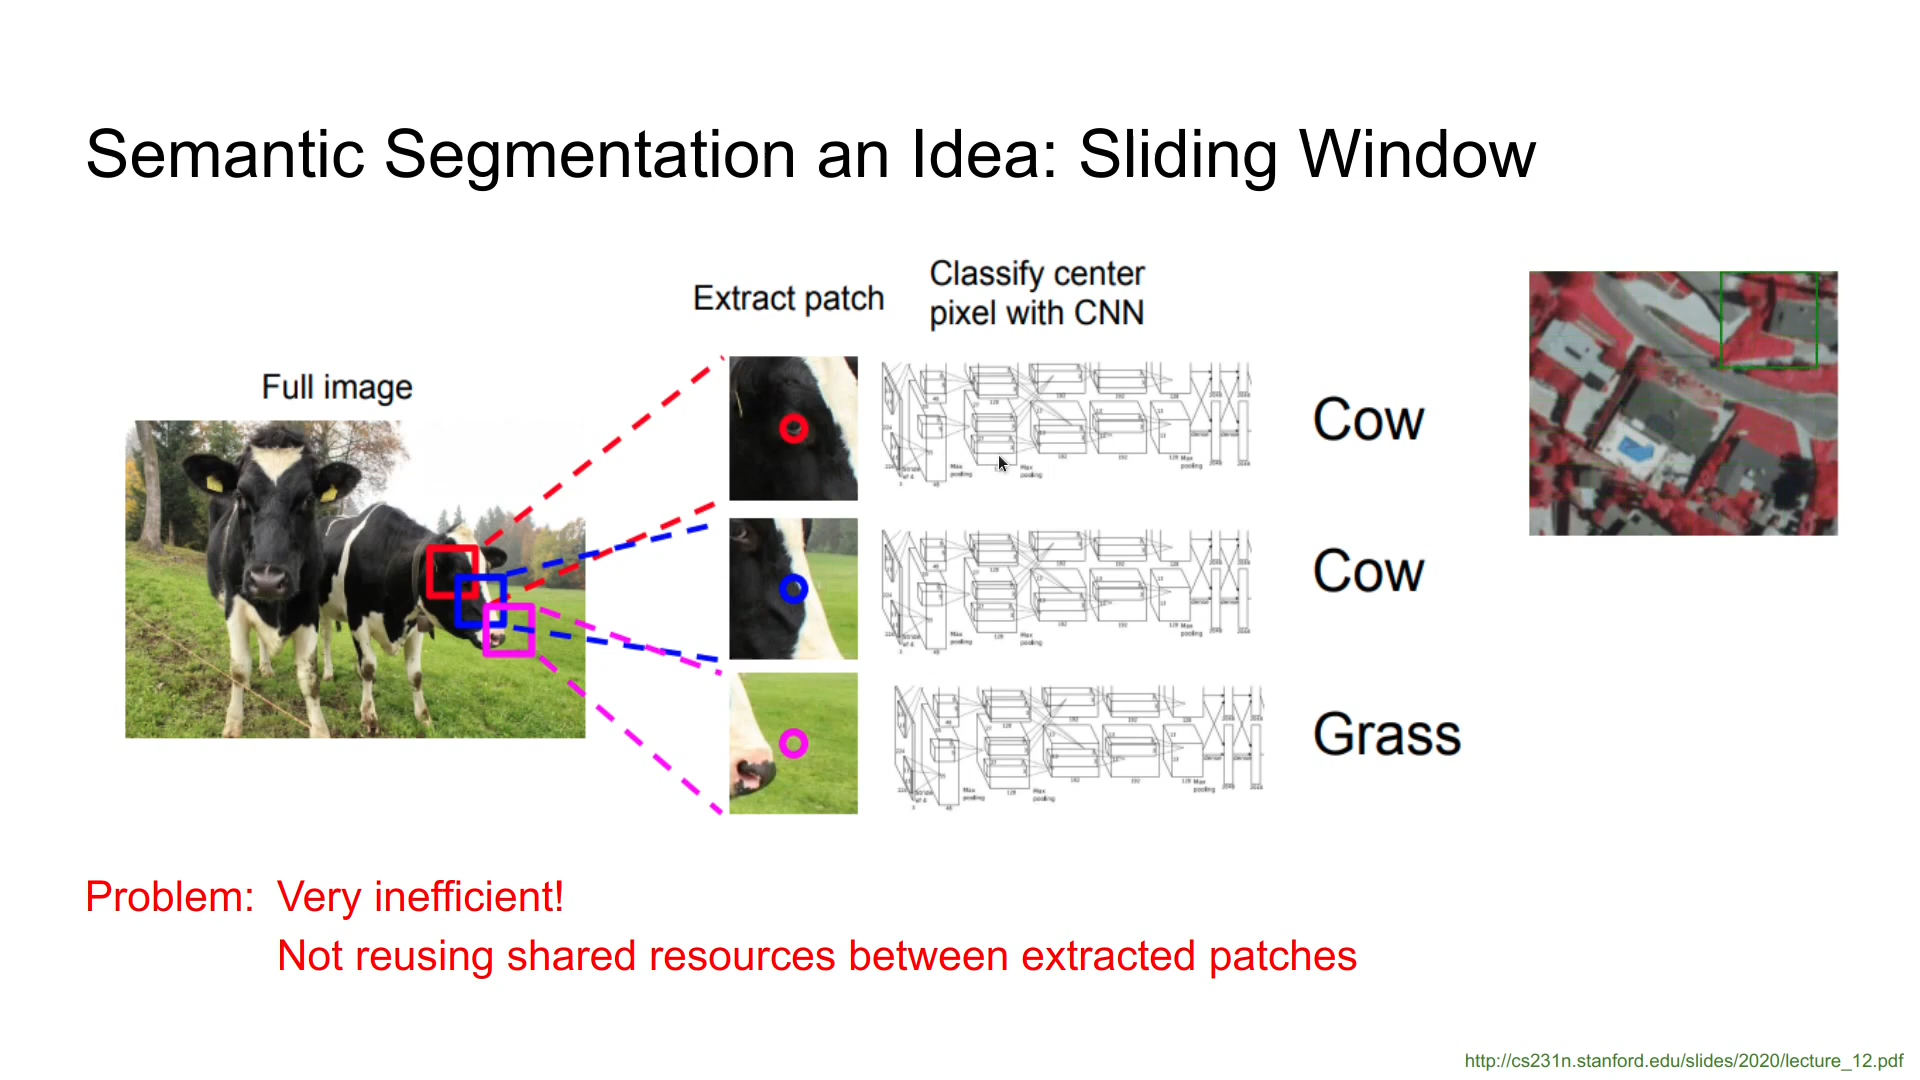 Semantic Segmentation an Idea: Sliding Window
Full image
Extract patch
Classify center
pixel with CNN
Cow
Cow
Grass
Problem: Very inefficient!
Not reusing shared resources between extracted patches
http://cs231n.stanford.edu/slides/2020/lecture_12.pdf